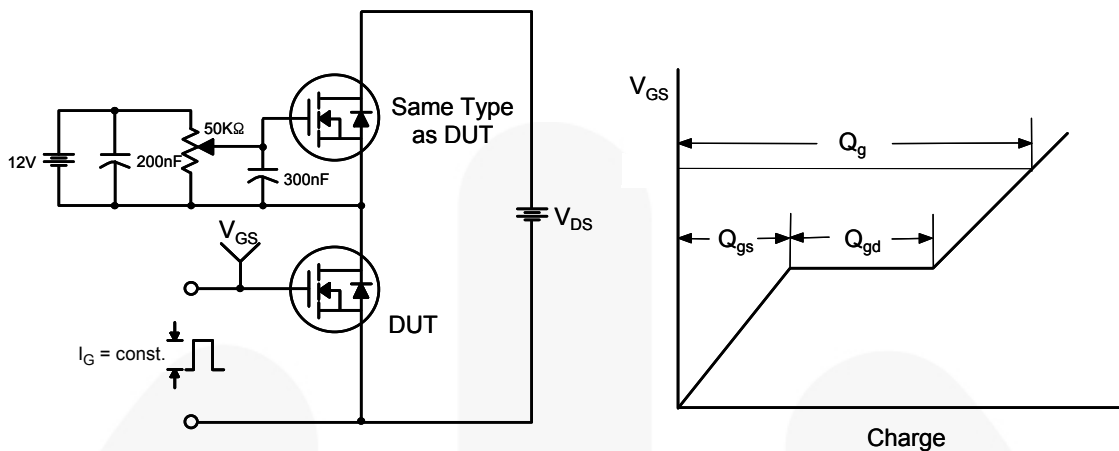 Same Type
as DUT
50KΩ
12V
200nF
300nF
V_GS
V_DS
DUT
I_G = const.
V_GS
Q_g
Q_gs
Q_gd
Charge